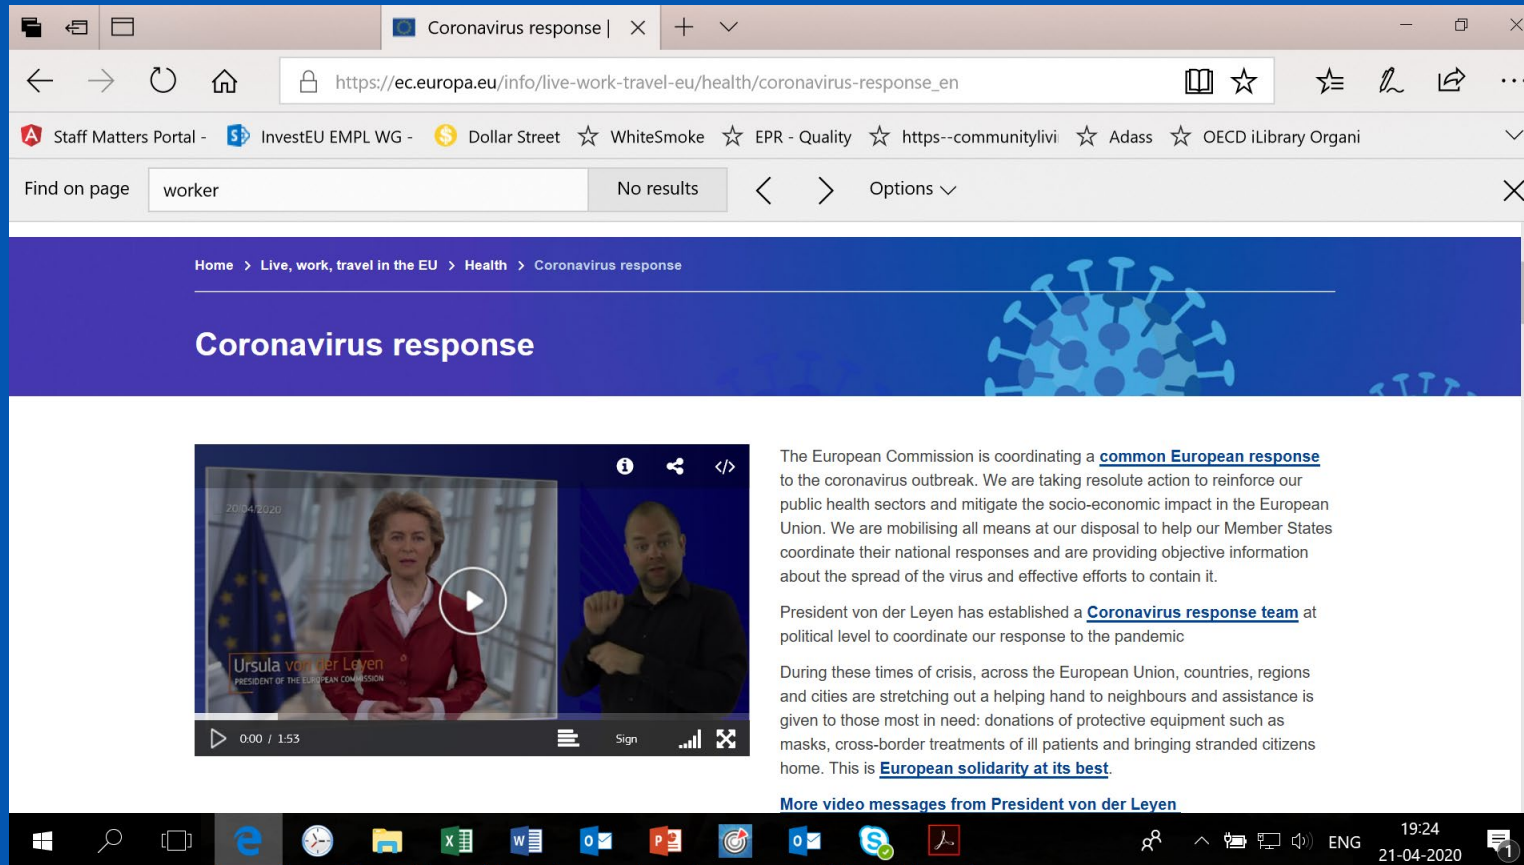 Coronavirus response |
https://ec.europa.eu/info/live-work-travel-eu/health/coronavirus-response_en
Staff Matters Portal - InvestEU EMPL WG - Dollar Street WhiteSmoke EPR - Quality https--communitylivi Adass OECD iLibrary Organi
Find on page worker No results Options
Home > Live, work, travel in the EU > Health > Coronavirus response
Coronavirus response
20/04/2020
Ursula von der Leyen
PRESIDENT OF THE EUROPEAN COMMISSION
0:00 / 1:53 Sign
The European Commission is coordinating a common European response
to the coronavirus outbreak. We are taking resolute action to reinforce our
public health sectors and mitigate the socio-economic impact in the European
Union. We are mobilising all means at our disposal to help our Member States
coordinate their national responses and are providing objective information
about the spread of the virus and effective efforts to contain it.
President von der Leyen has established a Coronavirus response team at
political level to coordinate our response to the pandemic
During these times of crisis, across the European Union, countries, regions
and cities are stretching out a helping hand to neighbours and assistance is
given to those most in need: donations of protective equipment such as
masks, cross-border treatments of ill patients and bringing stranded citizens
home. This is European solidarity at its best.
More video messages from President von der Leyen
ENG
19:24
21-04-2020
1